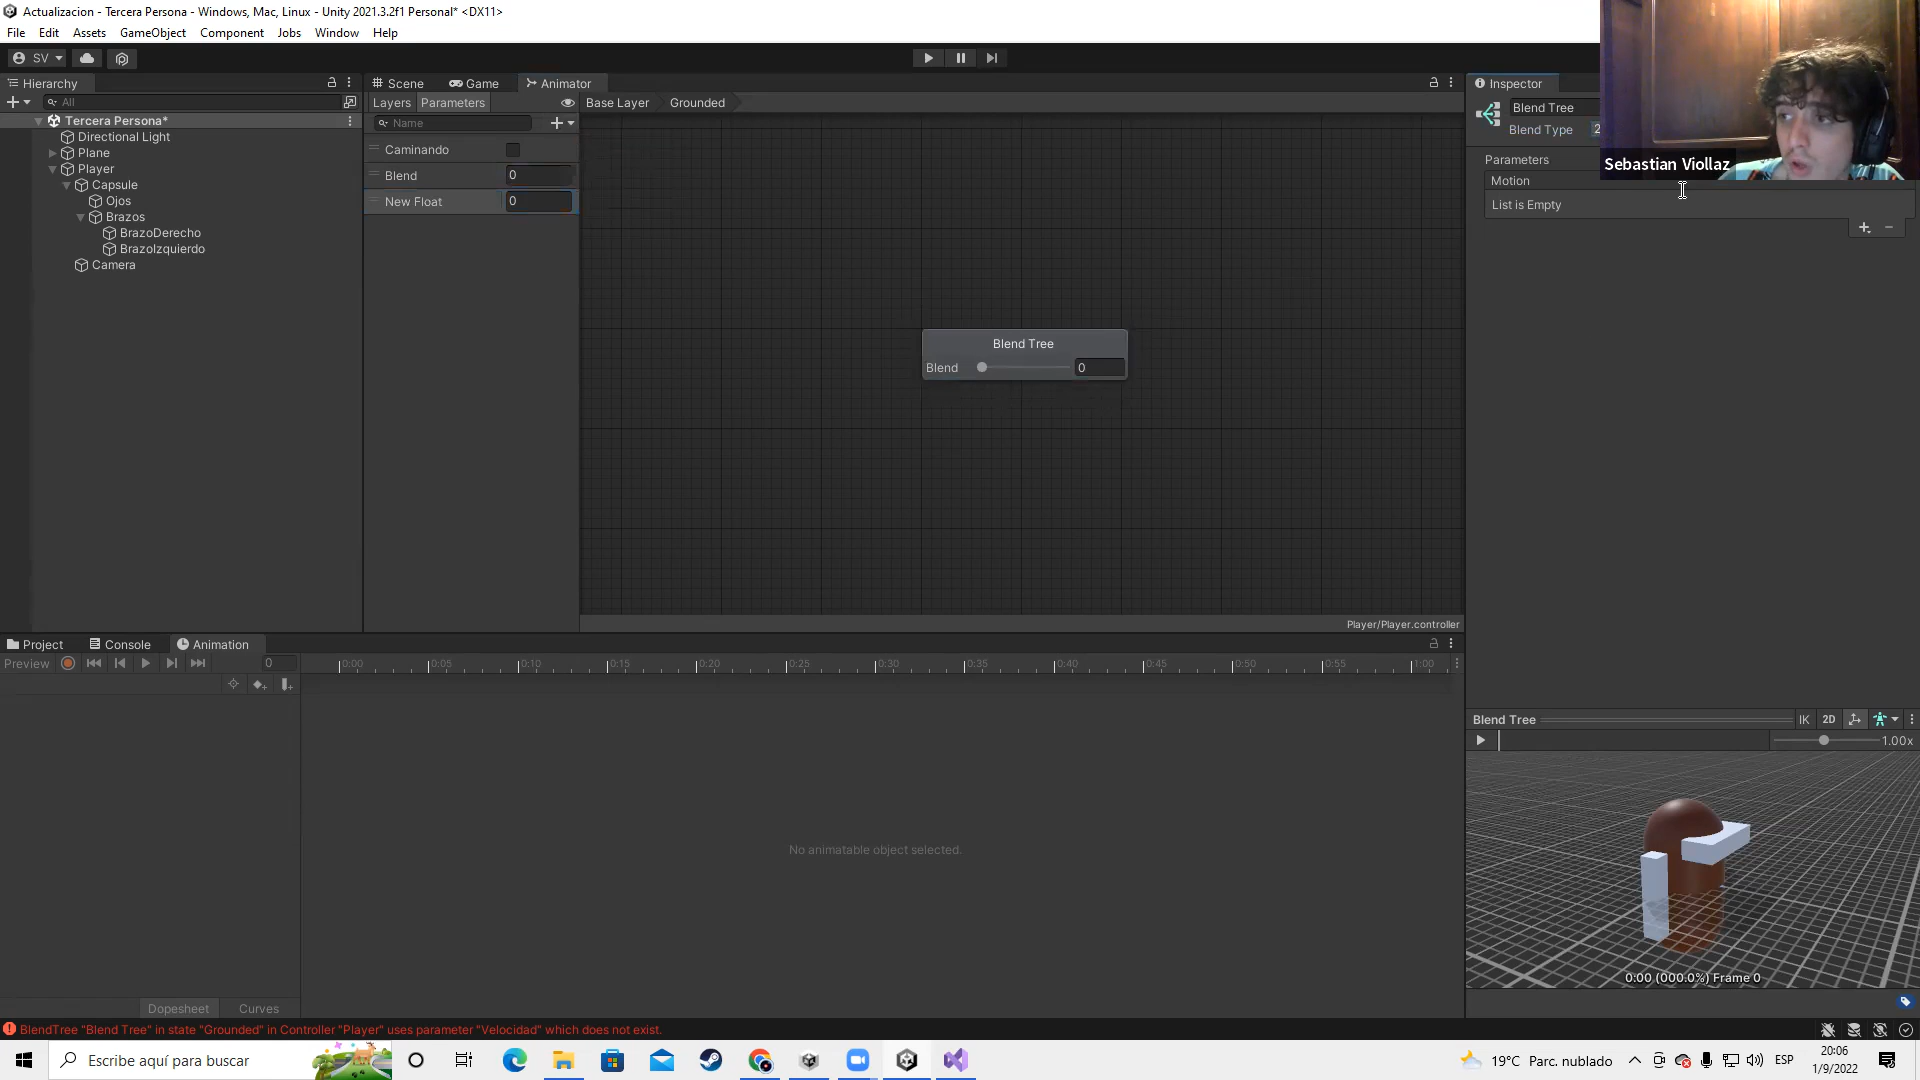 Actualizacion - Tercera Persona - Windows, Mac, Linux - Unity 2021.3.2f1 Personal* <DX11>
File Edit Assets GameObject Component Jobs Window Help
SV
Hierarchy
All
Tercera Persona*
Directional Light
Plane
Player
Capsule
Ojos
Brazos
BrazoDerecho
BrazoIzquierdo
Camera
Scene Game Animator
Layers Parameters
Name
Caminando
Blend 0
New Float 0
Base Layer Grounded
Blend Tree
Blend 0
Player/Player.controller
Inspector
Blend Tree
Blend Type 2
Parameters
Motion
List is Empty
Sebastian Viollaz
Project Console Animation
Preview 0
0:00 0:05 0:10 0:15 0:20 0:25 0:30 0:35 0:40 0:45 0:50 0:55 1:00
No animatable object selected.
Dopesheet Curves
Blend Tree IK 2D
1.00x
0:00 (000.0%) Frame 0
BlendTree "Blend Tree" in state "Grounded" in Controller "Player" uses parameter "Velocidad" which does not exist.
Escribe aquí para buscar
19°C Parc. nublado
ESP
20:06
1/9/2022